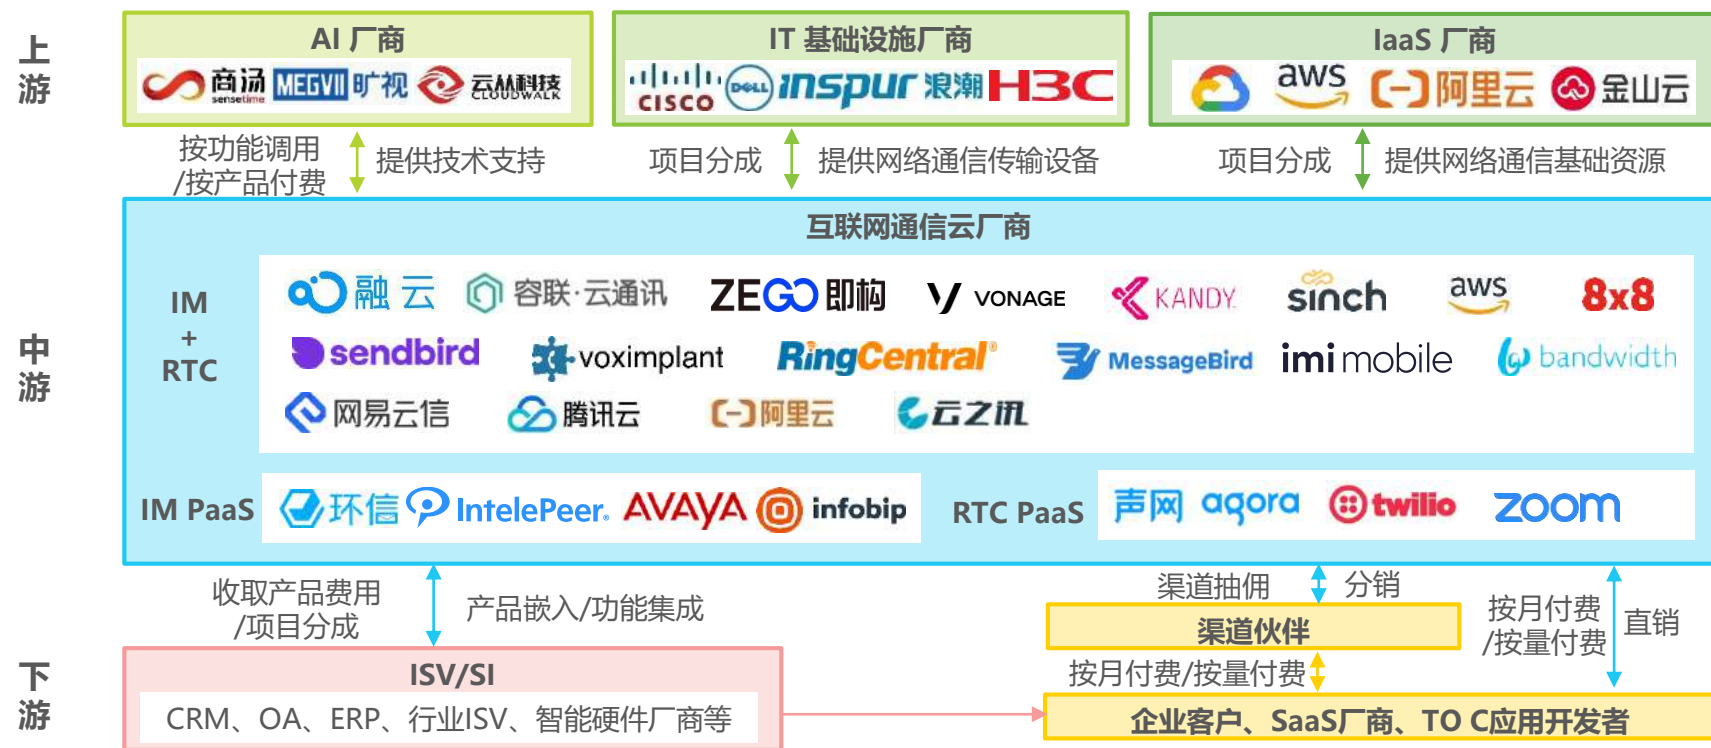 上游
AI 厂商
商汤 sensetime MEGVII 旷视 云从科技 CLOUDWALK
IT 基础设施厂商
CISCO DELL inspur 浪潮 H3C
IaaS 厂商
aws 阿里云 金山云
按功能调用
/按产品付费
提供技术支持
项目分成
提供网络通信传输设备
项目分成
提供网络通信基础资源
中游
互联网通信云厂商
IM
+
RTC
融云 容联·云通讯 ZEGO 即构 VONAGE KANDY sinch aws 8x8
sendbird voximplant RingCentral® MessageBird imimobile bandwidth
网易云信 腾讯云 阿里云 云之讯
IM PaaS
环信 IntelePeer. AVAYA infobip
RTC PaaS
声网 agora twilio zoom
收取产品费用
/项目分成
产品嵌入/功能集成
渠道抽佣
分销
按月付费
/按量付费
直销
渠道伙伴
按月付费/按量付费
下游
ISV/SI
CRM、OA、ERP、行业ISV、智能硬件厂商等
企业客户、SaaS厂商、TO C应用开发者